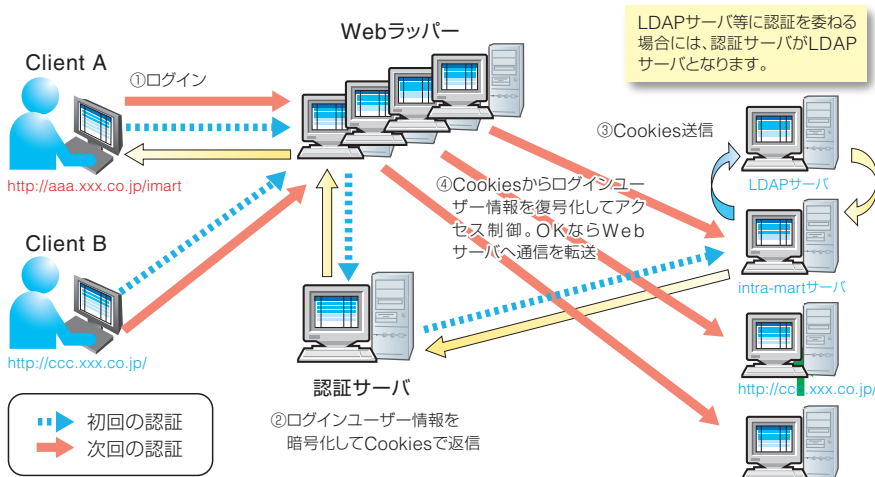 Webラッパー
LDAPサーバ等に認証を委ねる
場合には、認証サーバがLDAP
サーバとなります。
Client A
①ログイン
http://aaa.xxx.co.jp/imart
③Cookies送信
LDAPサーバ
④Cookiesからログインユー
ザー情報を復号化してアク
セス制御。OKならWeb
サーバへ通信を転送
Client B
http://ccc.xxx.co.jp/
intra-martサーバ
認証サーバ
②ログインユーザー情報を
暗号化してCookiesで返信
http://ccc.xxx.co.jp/
初回の認証
次回の認証